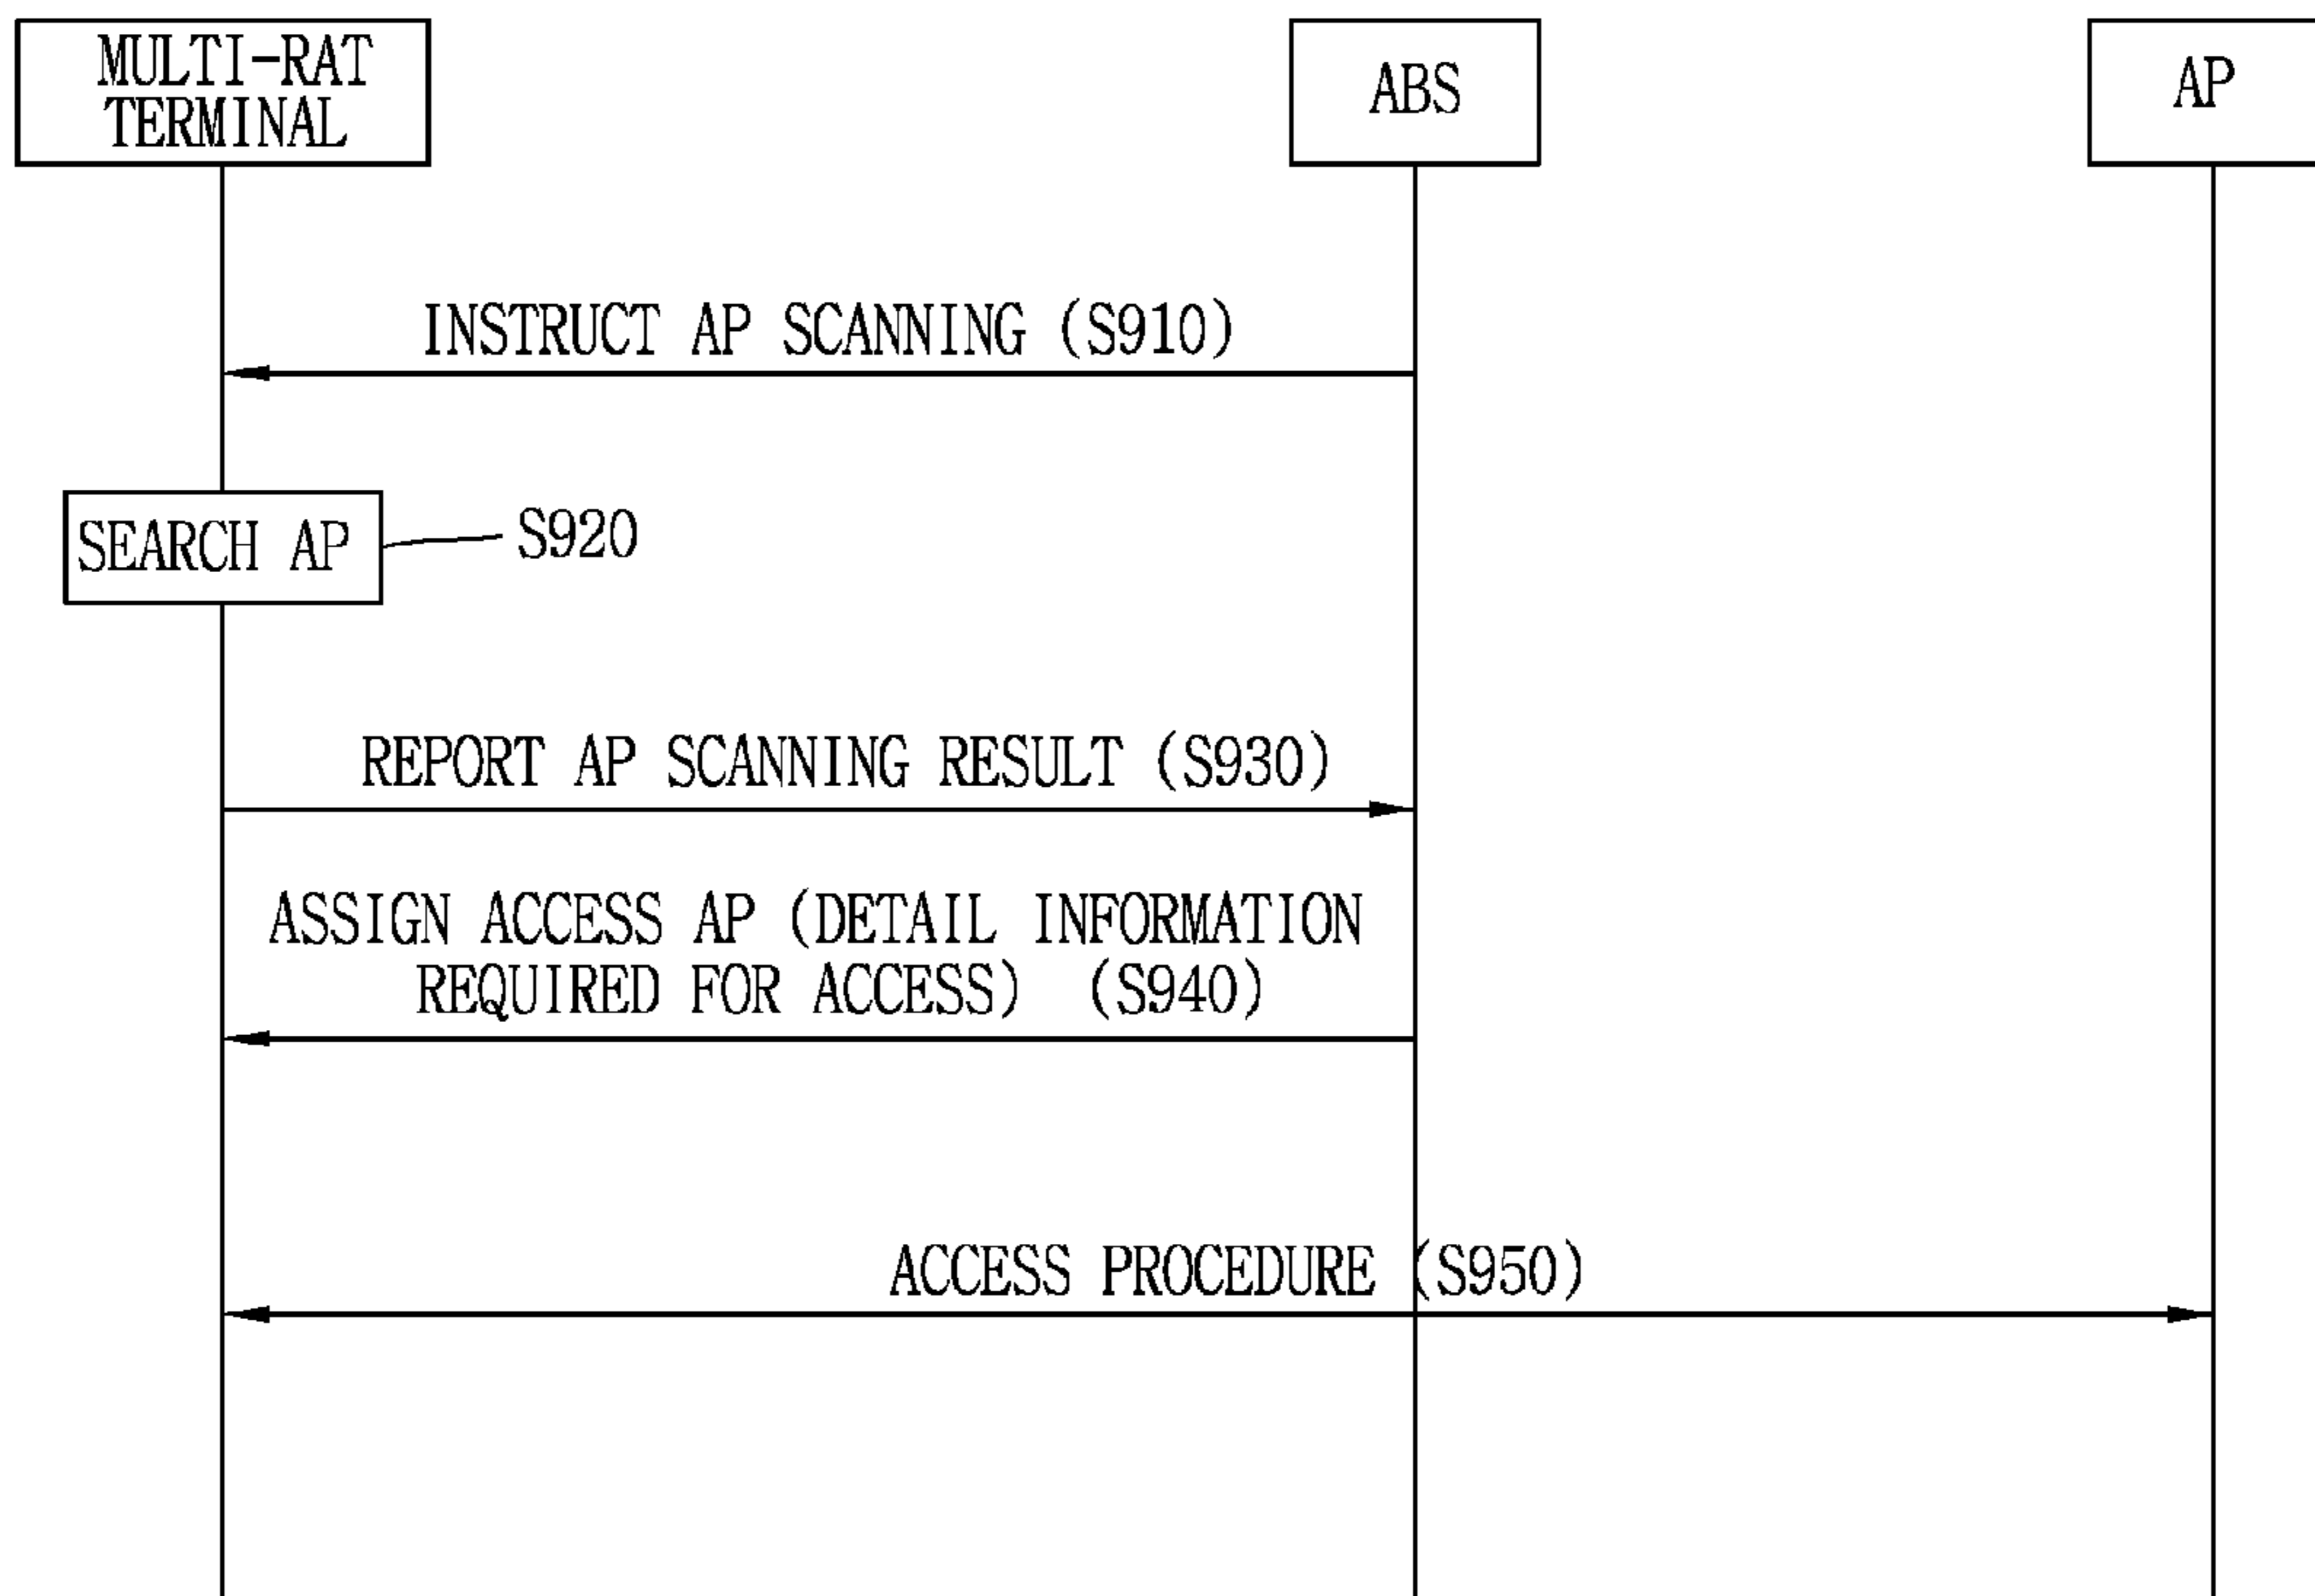 MULTI-RAT
TERMINAL
ABS
AP
INSTRUCT AP SCANNING (S910)
SEARCH AP
S920
REPORT AP SCANNING RESULT (S930)
ASSIGN ACCESS AP (DETAIL INFORMATION
REQUIRED FOR ACCESS) (S940)
ACCESS PROCEDURE (S950)